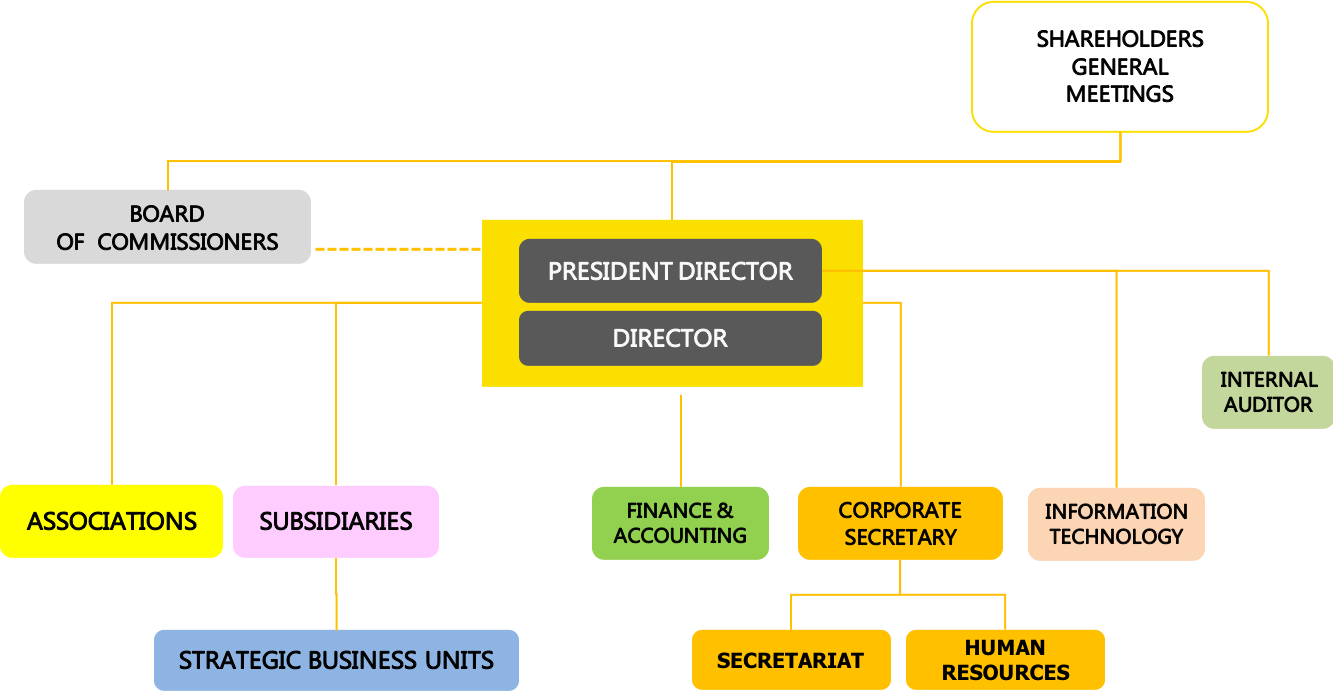 SHAREHOLDERS
GENERAL
MEETINGS
BOARD
OF COMMISSIONERS
PRESIDENT DIRECTOR
DIRECTOR
INTERNAL
AUDITOR
ASSOCIATIONS
SUBSIDIARIES
FINANCE &
ACCOUNTING
CORPORATE
SECRETARY
INFORMATION
TECHNOLOGY
STRATEGIC BUSINESS UNITS
SECRETARIAT
HUMAN
RESOURCES